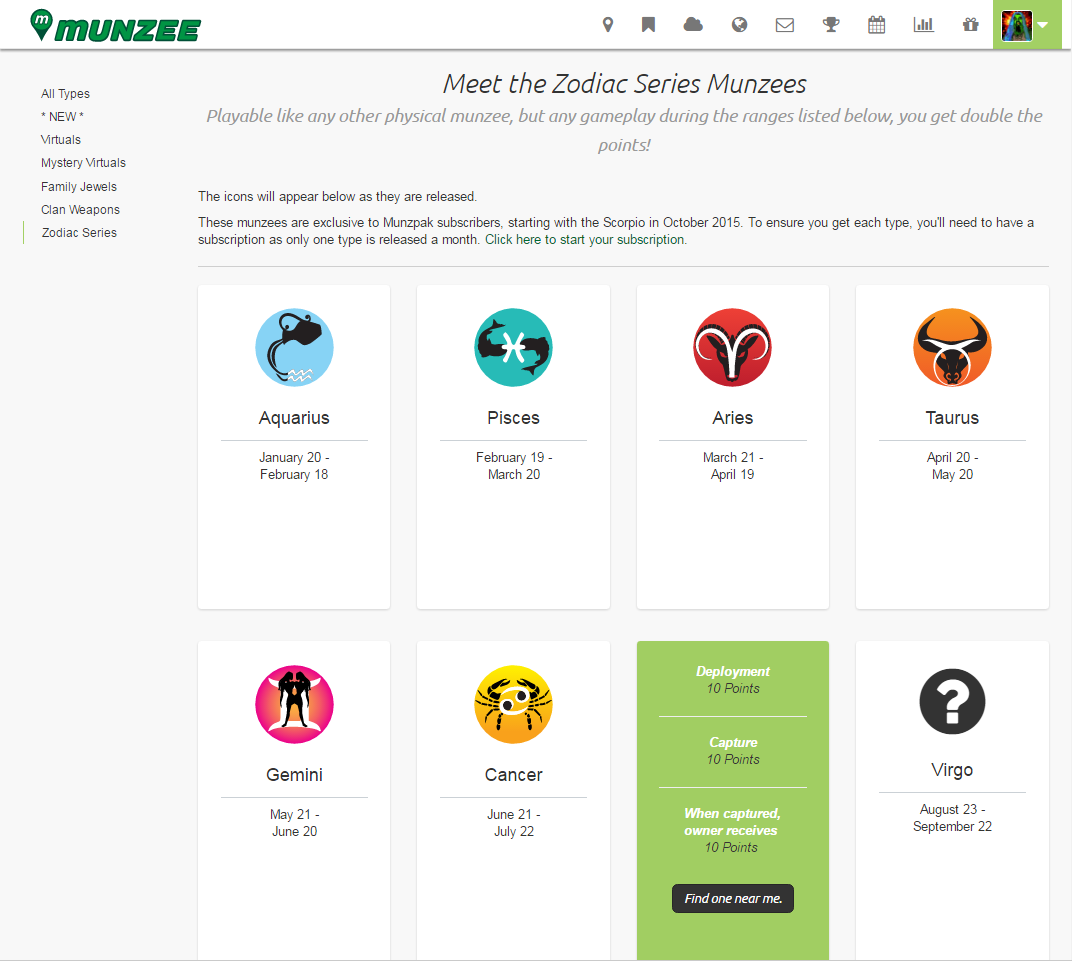 m MUNZEE
All Types
* NEW *
Virtuals
Mystery Virtuals
Family Jewels
Clan Weapons
Zodiac Series
Meet the Zodiac Series Munzees
Playable like any other physical munzee, but any gameplay during the ranges listed below, you get double the
points!
The icons will appear below as they are released.
These munzees are exclusive to Munzpak subscribers, starting with the Scorpio in October 2015. To ensure you get each type, you'll need to have a
subscription as only one type is released a month. Click here to start your subscription.
Aquarius
January 20 -
February 18
Pisces
February 19 -
March 20
Aries
March 21 -
April 19
Taurus
April 20 -
May 20
Gemini
May 21 -
June 20
Cancer
June 21 -
July 22
Deployment
10 Points
Capture
10 Points
When captured,
owner receives
10 Points
Find one near me.
?
Virgo
August 23 -
September 22